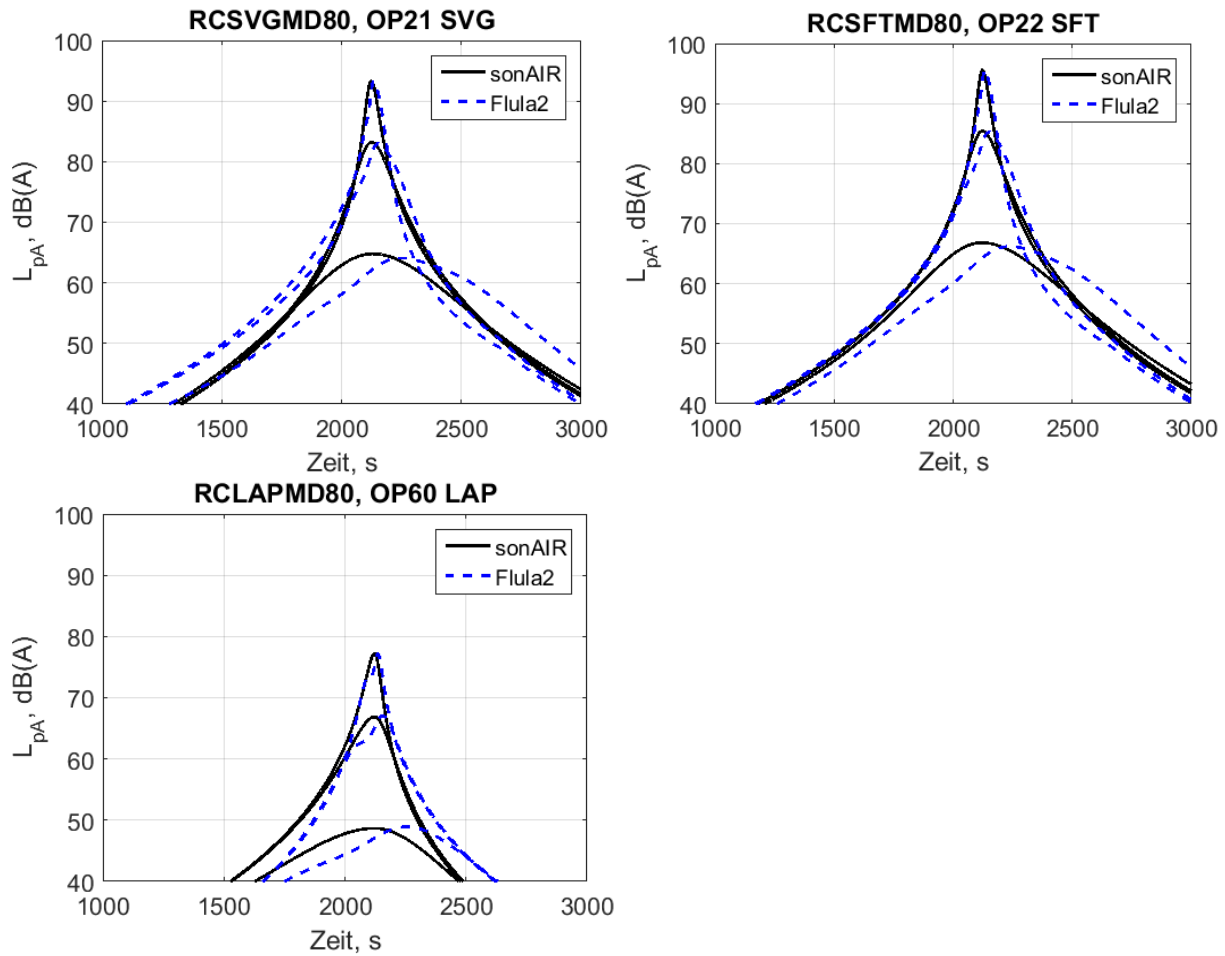 RCSVGMD80, OP21 SVG
100
90
80
70
60
50
40
L_pA, dB(A)
sonAIR
Flula2
1000 1500 2000 2500 3000
Zeit, s
RCSFTMD80, OP22 SFT
100
90
80
70
60
50
40
L_pA, dB(A)
sonAIR
Flula2
1000 1500 2000 2500 3000
Zeit, s
RCLAPMD80, OP60 LAP
100
90
80
70
60
50
40
L_pA, dB(A)
sonAIR
Flula2
1000 1500 2000 2500 3000
Zeit, s